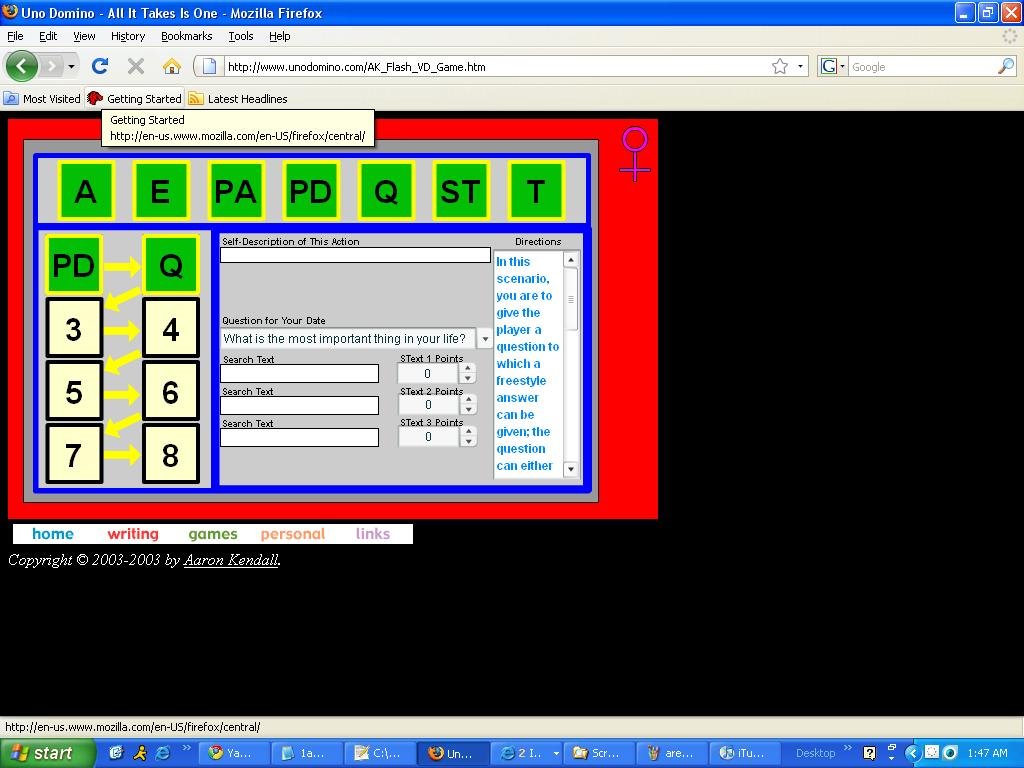 Uno Domino - All It Takes Is One - Mozilla Firefox
File Edit View History Bookmarks Tools Help
http://www.unodomino.com/AK_Flash_VD_Game.htm
G Google
Most Visited Getting Started Latest Headlines
Getting Started
http://en-us.www.mozilla.com/en-US/firefox/central/
A E PA PD Q ST T
PD Q
3 4
5 6
7 8
Self-Description of This Action
Question for Your Date
What is the most important thing in your life?
Search Text SText 1 Points
0
Search Text SText 2 Points
0
Search Text SText 3 Points
0
Directions
In this
scenario,
you are to
give the
player a
question to
which a
freestyle
answer
can be
given; the
question
can either
home writing games personal links
Copyright © 2003-2003 by Aaron Kendall.
http://en-us.www.mozilla.com/en-US/firefox/central/
start Ya... 1a... C:\... Un... 2 I... Scr... are... iTu... Desktop 1:47 AM